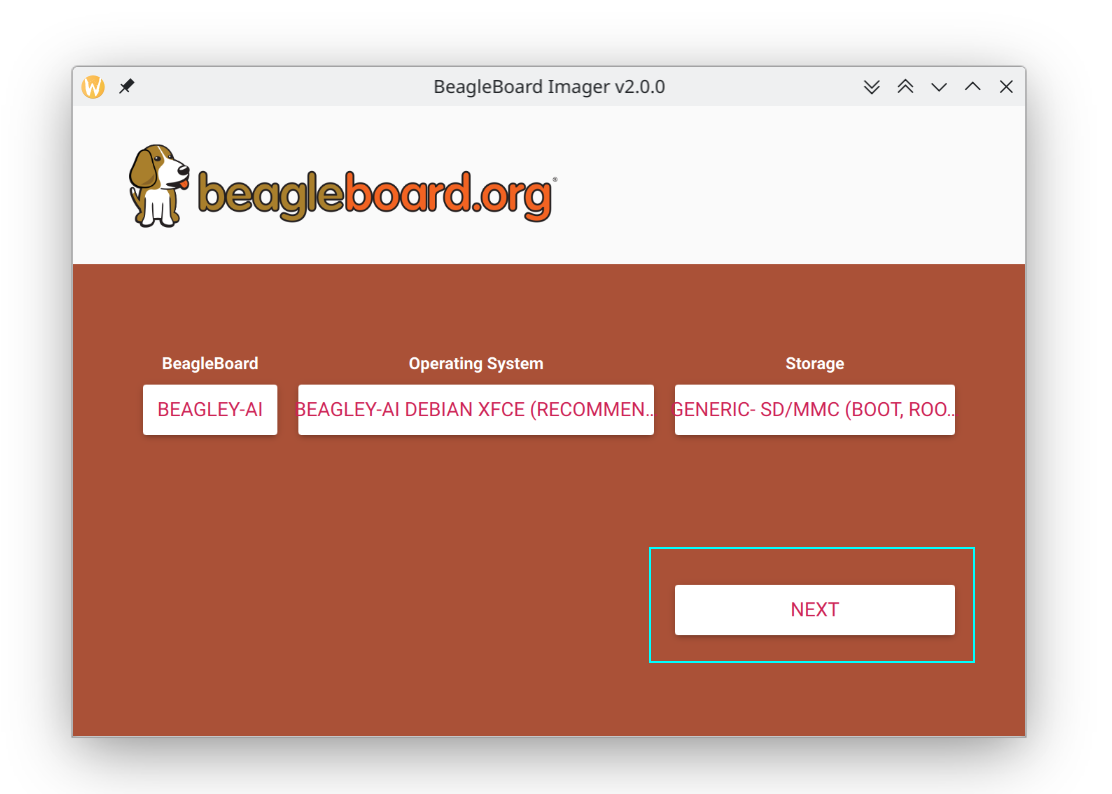 BeagleBoard Imager v2.0.0
beagleboard.org®
BeagleBoard
Operating System
Storage
BEAGLEY-AI
BEAGLEY-AI DEBIAN XFCE (RECOMMEN..
GENERIC- SD/MMC (BOOT, ROO..
NEXT